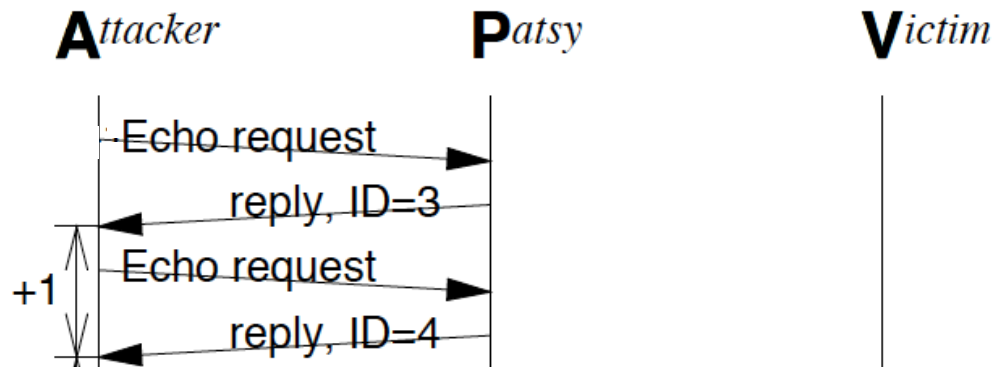 Attacker Patsy Victim
Echo request
reply, ID=3
Echo request
+1
reply, ID=4